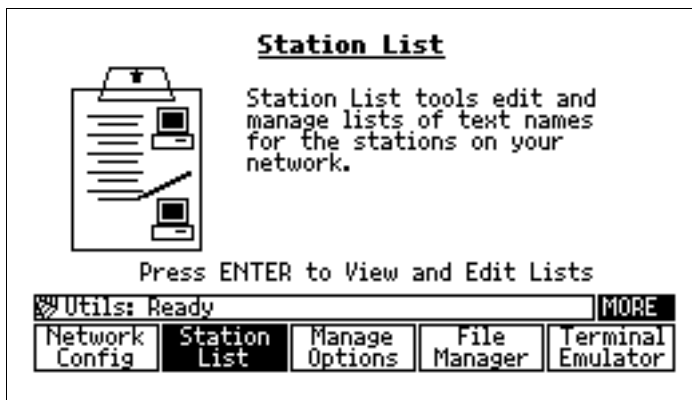 Station List
Station List tools edit and
manage lists of text names
for the stations on your
network.
Press ENTER to View and Edit Lists
Utils: Ready
MORE
Network
Config
Station
List
Manage
Options
File
Manager
Terminal
Emulator